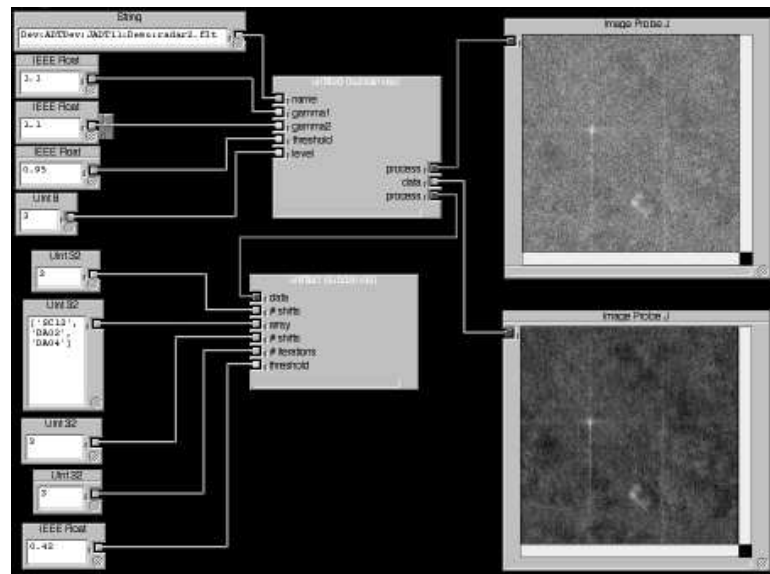 String
Dev:ADTDev:JADT11:Demo:radar2.flt
IEEE Float
1.1
IEEE Float
1.1
IEEE Float
0.95
UInt 8
3
name
gamma1
gamma2
threshold
level
process
data
process
Image Probe J
UInt 32
3
UInt 32
['SC12',
'DA02',
'DA04']
UInt 32
3
UInt 32
3
IEEE Float
0.42
data
# shifts
array
# shifts
# iterations
threshold
Image Probe J